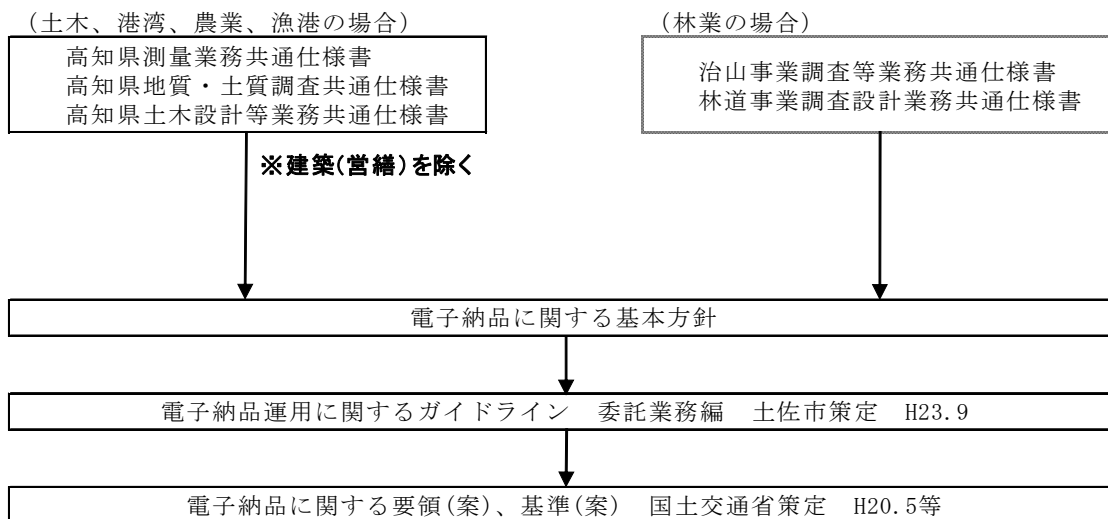 （土木、港湾、農業、漁港の場合）
高知県測量業務共通仕様書
高知県地質・土質調査共通仕様書
高知県土木設計等業務共通仕様書
※建築(営繕)を除く
（林業の場合）
治山事業調査等業務共通仕様書
林道事業調査設計業務共通仕様書
電子納品に関する基本方針
電子納品運用に関するガイドライン　委託業務編　土佐市策定　H23.9
電子納品に関する要領(案)、基準(案)　国土交通省策定　H20.5等